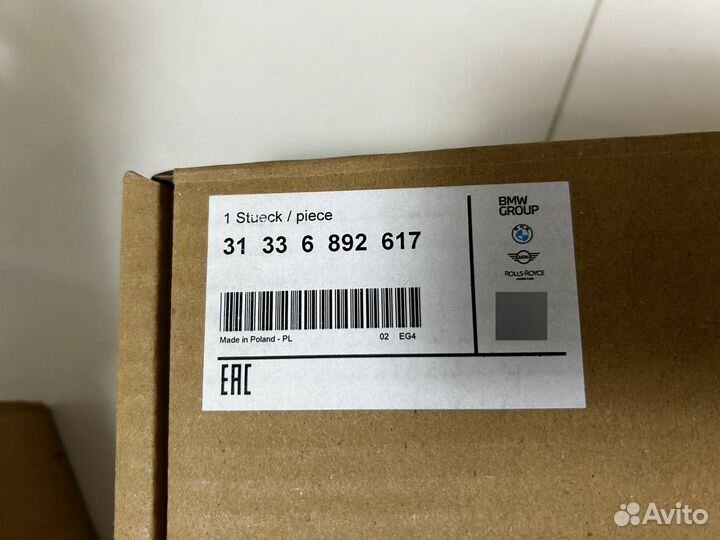 1 Stueck / piece
31 33 6 892 617
Made in Poland - PL 02 EG4
EAC
BMW
GROUP
MINI
ROLLS-ROYCE
Avito